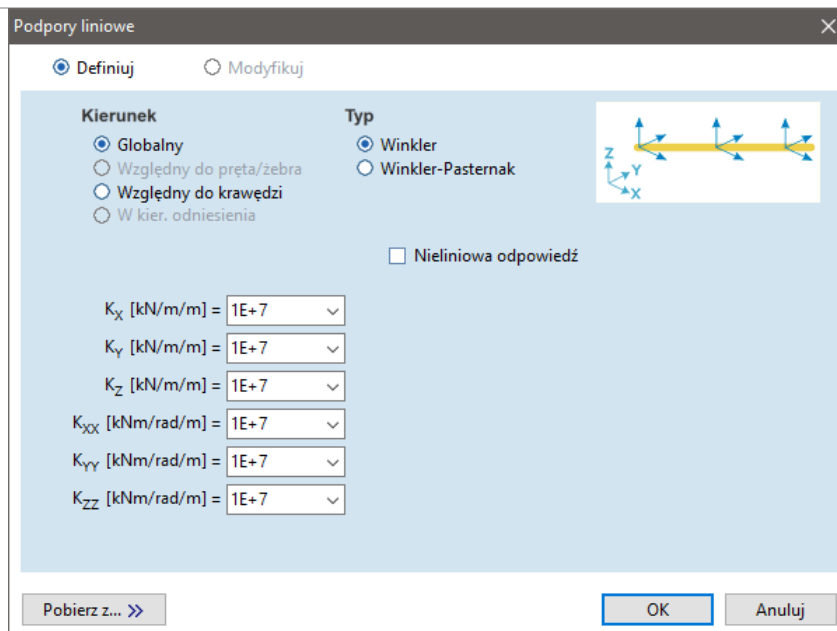 Podpory liniowe
Definiuj Modyfikuj
Kierunek Typ
Globalny Winkler
Względny do pręta/żebra Winkler-Pasternak
Względny do krawędzi
W kier. odniesienia
Z
Y
X
Nieliniowa odpowiedź
KX [kN/m/m] = 1E+7
KY [kN/m/m] = 1E+7
KZ [kN/m/m] = 1E+7
KXX [kNm/rad/m] = 1E+7
KYY [kNm/rad/m] = 1E+7
KZZ [kNm/rad/m] = 1E+7
Pobierz z... OK Anuluj